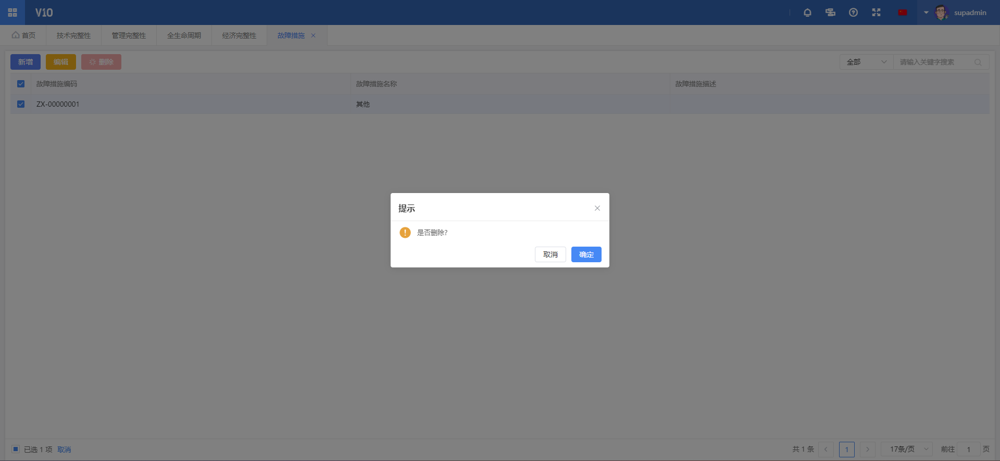 V10
supadmin
首页
技术完整性
管理完整性
全生命周期
经济完整性
故障措施
新增
编辑
删除
全部
请输入关键字搜索
故障措施编码
故障措施名称
故障措施描述
ZX-00000001
其他
提示
是否删除?
取消
确定
已选 1 项 取消
共 1 条
1
17条/页
前往 1 页